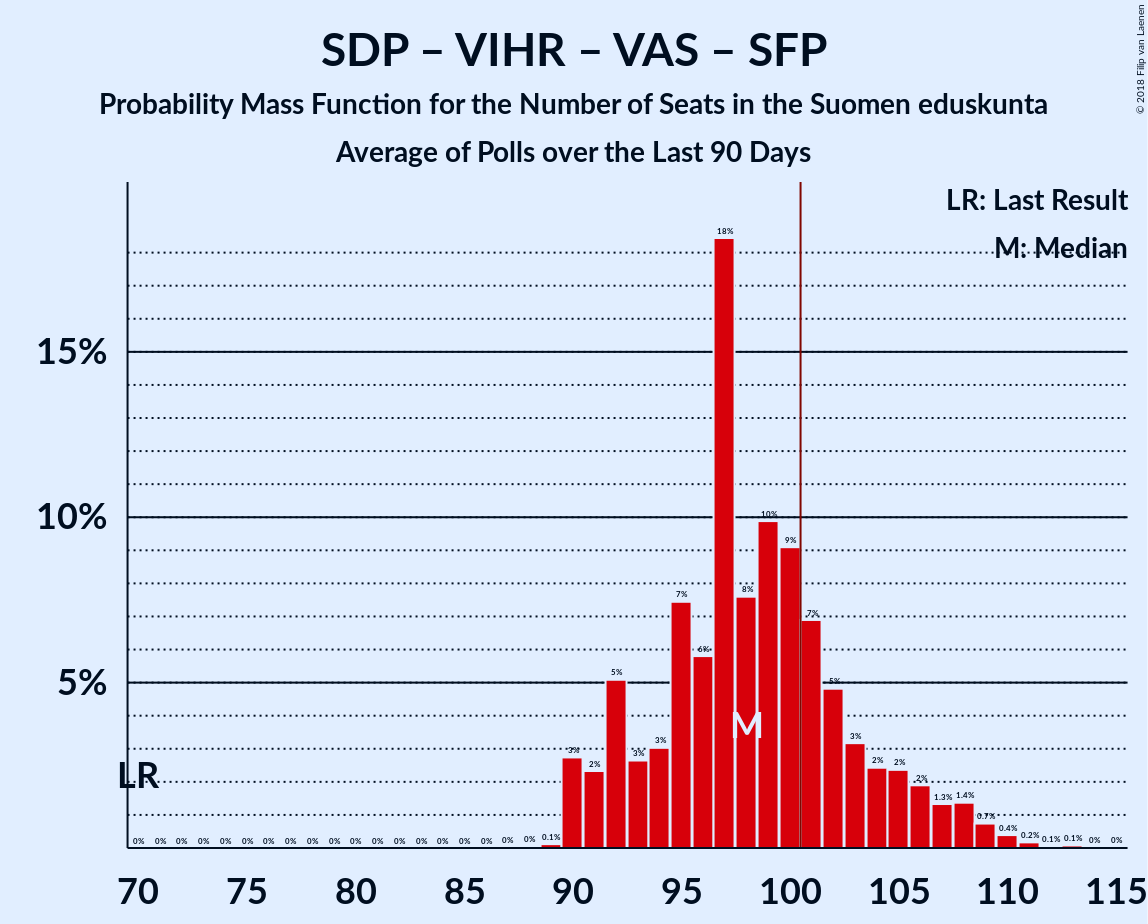 SDP – VIHR – VAS – SFP
Probability Mass Function for the Number of Seats in the Suomen eduskunta
Average of Polls over the Last 90 Days
© 2018 Filip van Laenen
LR: Last Result
M: Median
15%
10%
5%
LR
M
0% 0% 0% 0% 0% 0% 0% 0% 0% 0% 0% 0% 0% 0% 0% 0% 0% 0% 0% 0.1% 3% 2% 5% 3% 3% 7% 6% 18% 8% 10% 9% 7% 5% 3% 2% 2% 2% 1.3% 1.4% 0.7% 0.4% 0.2% 0.1% 0.1% 0% 0%
70 75 80 85 90 95 100 105 110 115